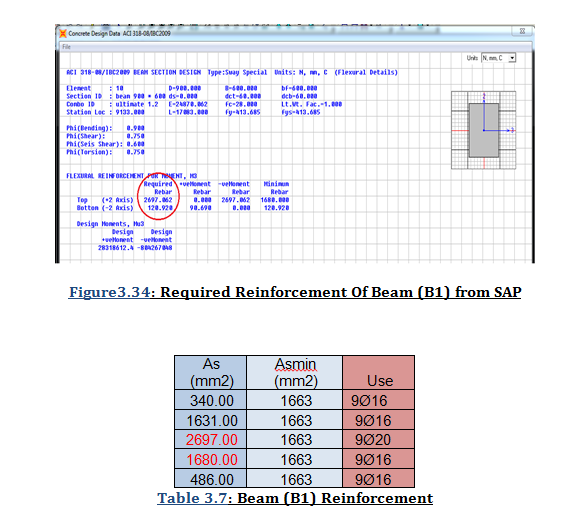 Concrete Design Data ACI 318-08/IBC2009
File
Units N, mm, C
ACI 318-08/IBC2009 BEAM SECTION DESIGN Type:Sway Special Units: N, mm, C (Flexural Details)
Element : 10 D=900.000 B=600.000 bf=600.000
Section ID : beam 900 * 600 ds=0.000 dct=60.000 dcb=60.000
Combo ID : ultimate 1.2 E=24870.062 fc=28.000 Lt.Wt. Fac.=1.000
Station Loc : 9133.000 L=17083.000 fy=413.685 fys=413.685
Phi(Bending): 0.900
Phi(Shear): 0.750
Phi(Seis Shear): 0.600
Phi(Torsion): 0.750
FLEXURAL REINFORCEMENT FOR MOMENT, M3
Required +veMoment -veMoment Minimum
Rebar Rebar Rebar Rebar
Top (+2 Axis) 2697.062 0.000 2697.062 1680.000
Bottom (-2 Axis) 120.920 90.690 0.000 120.920
Design Moments, Mu3
Design Design
+veMoment -veMoment
28318612.4 -804267048
3
Figure3.34: Required Reinforcement Of Beam (B1) from SAP
As Asmin
(mm2) (mm2) Use
340.00 1663 9Ø16
1631.00 1663 9Ø16
2697.00 1663 9Ø20
1680.00 1663 9Ø16
486.00 1663 9Ø16
Table 3.7: Beam (B1) Reinforcement